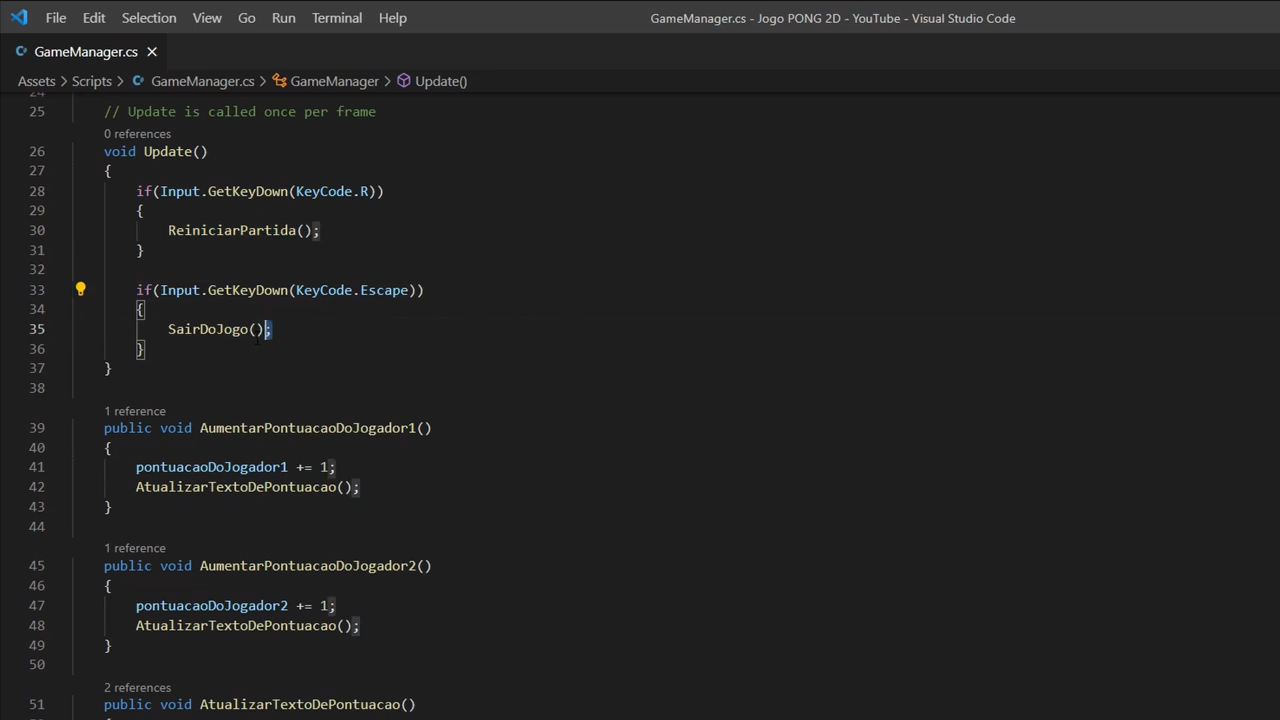 File Edit Selection View Go Run Terminal Help GameManager.cs - Jogo PONG 2D - YouTube - Visual Studio Code
GameManager.cs
Assets > Scripts > GameManager.cs > GameManager > Update()
24
25 // Update is called once per frame
0 references
26 void Update()
27 {
28 if(Input.GetKeyDown(KeyCode.R))
29 {
30 ReiniciarPartida();
31 }
32
33 if(Input.GetKeyDown(KeyCode.Escape))
34 {
35 SairDoJogo();
36 }
37 }
38
1 reference
39 public void AumentarPontuacaoDoJogador1()
40 {
41 pontuacaoDoJogador1 += 1;
42 AtualizarTextoDePontuacao();
43 }
44
1 reference
45 public void AumentarPontuacaoDoJogador2()
46 {
47 pontuacaoDoJogador2 += 1;
48 AtualizarTextoDePontuacao();
49 }
50
2 references
51 public void AtualizarTextoDePontuacao()